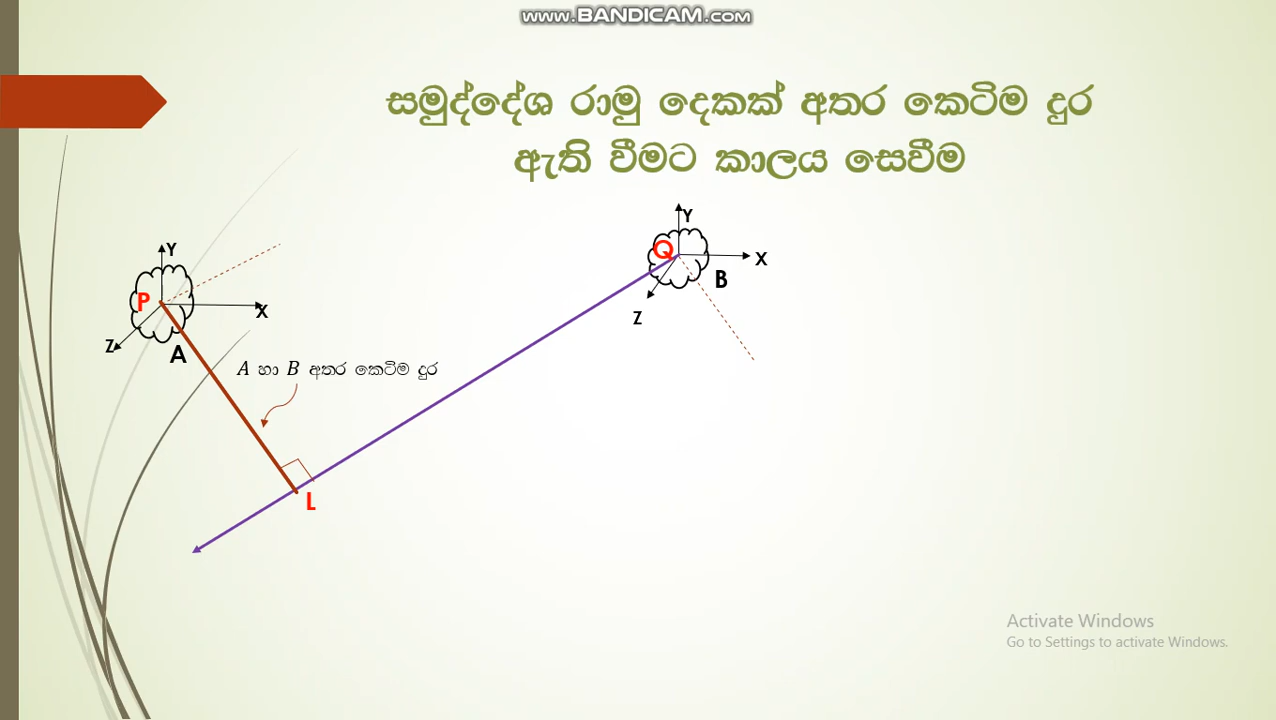 www.BANDICAM.com
සමුද්දේශ රාමු දෙකක් අතර කෙටිම දුර
ඇති වීමට කාලය සෙවීම
Y
Q
X
B
Z
Y
P
X
Z
A
A හා B අතර කෙටිම දුර
L
Activate Windows
Go to Settings to activate Windows.